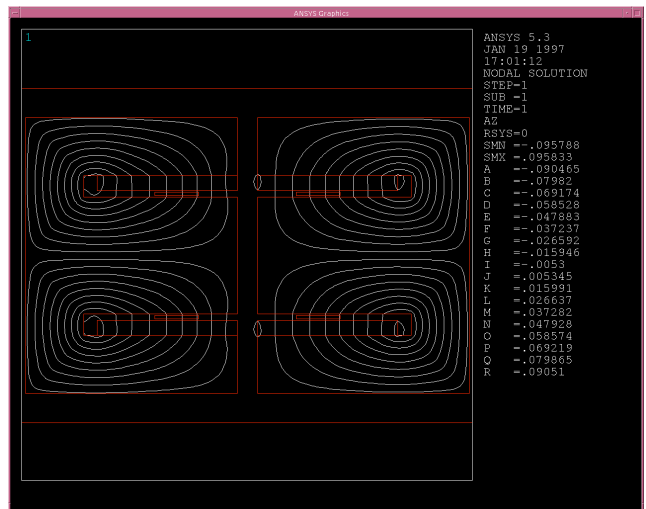 ANSYS Graphics
1
ANSYS 5.3
JAN 19 1997
17:01:12
NODAL SOLUTION
STEP=1
SUB =1
TIME=1
AZ
RSYS=0
SMN =-.095788
SMX =.095833
A =-.090465
B =-.07982
C =-.069174
D =-.058528
E =-.047883
F =-.037237
G =-.026592
H =-.015946
I =-.0053
J =.005345
K =.015991
L =.026637
M =.037282
N =.047928
O =.058574
P =.069219
Q =.079865
R =.09051